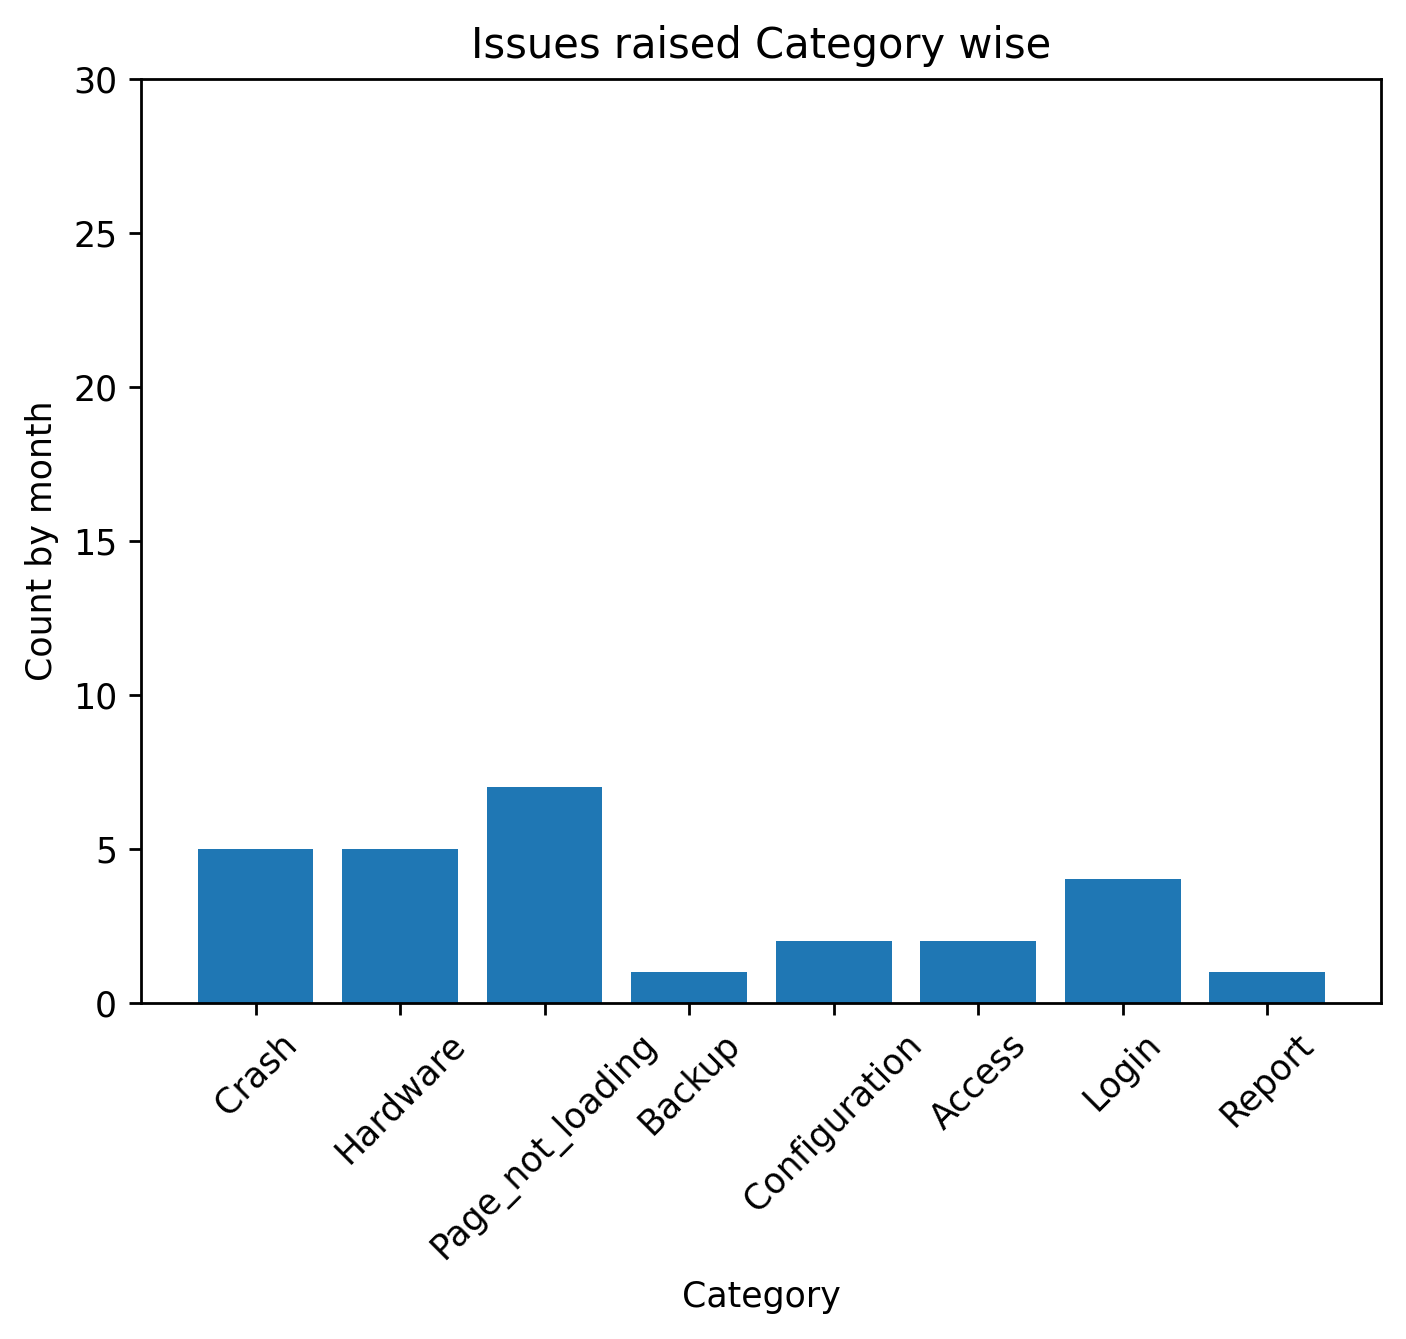 Issues raised Category wise
30
25
20
15
10
5
0
Count by month
Crash
Hardware
Page_not_loading
Backup
Configuration
Access
Login
Report
Category